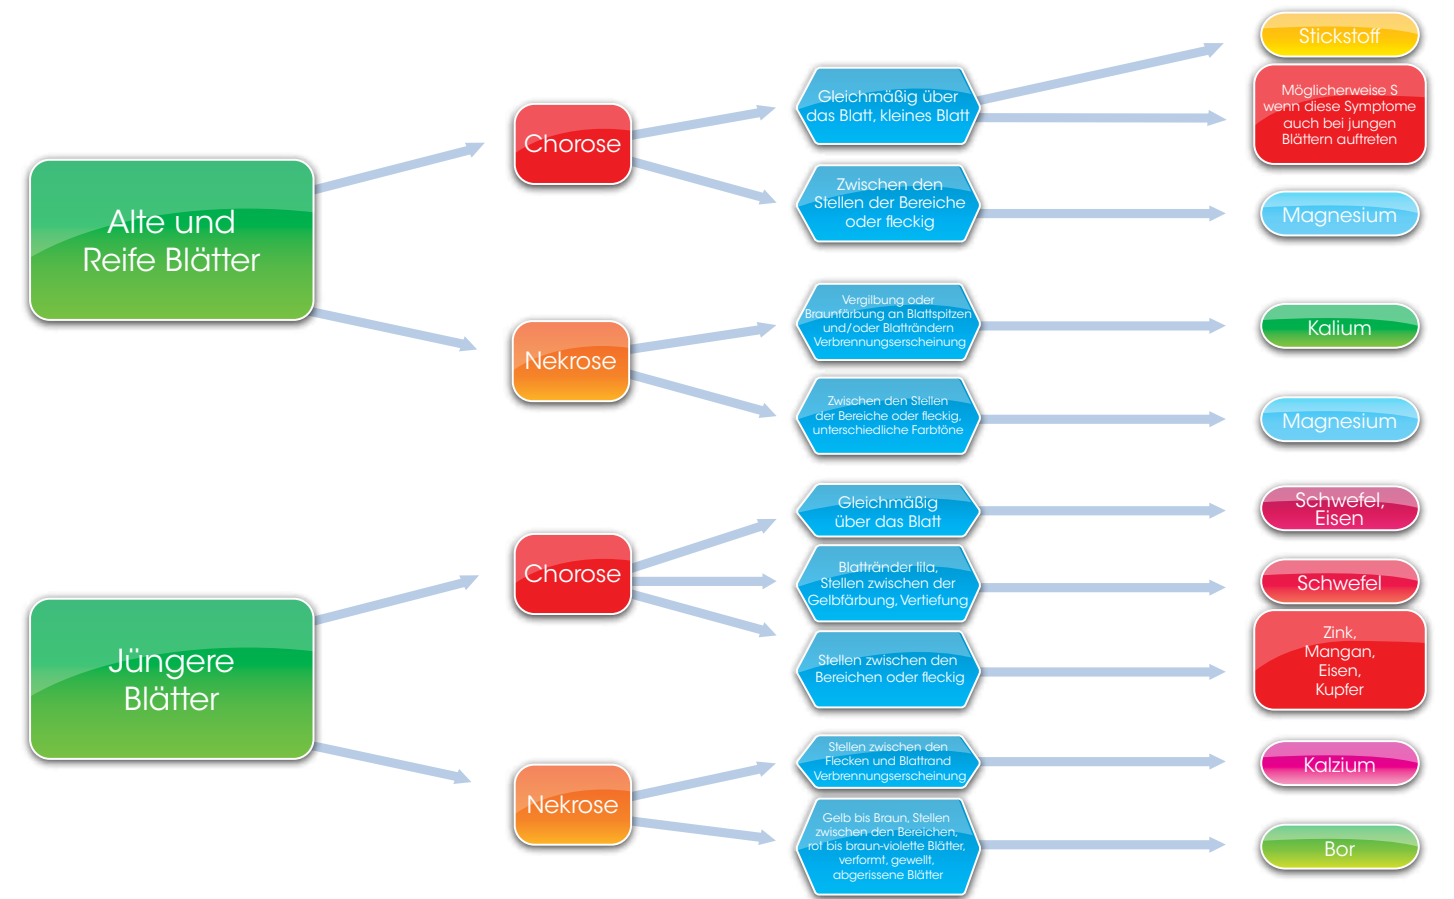 Alte und
Reife Blätter
Chorose
Gleichmäßig über
das Blatt, kleines Blatt
Stickstoff
Möglicherweise S
wenn diese Symptome
auch bei jungen
Blättern auftreten
Zwischen den
Stellen der Bereiche
oder fleckig
Magnesium
Nekrose
Vergilbung oder
Braunfärbung an Blattspitzen
und/oder Blatträndern
Verbrennungserscheinung
Kalium
Zwischen den Stellen
der Bereiche oder fleckig,
unterschiedliche Farbtöne
Magnesium
Jüngere
Blätter
Chorose
Gleichmäßig
über das Blatt
Schwefel,
Eisen
Blattränder lila,
Stellen zwischen der
Gelbfärbung, Vertiefung
Schwefel
Stellen zwischen den
Bereichen oder fleckig
Zink,
Mangan,
Eisen,
Kupfer
Nekrose
Stellen zwischen den
Flecken und Blattrand
Verbrennungserscheinung
Kalzium
Gelb bis Braun, Stellen
zwischen den Bereichen,
rot bis braun-violette Blätter,
verformt, gewellt,
abgerissene Blätter
Bor